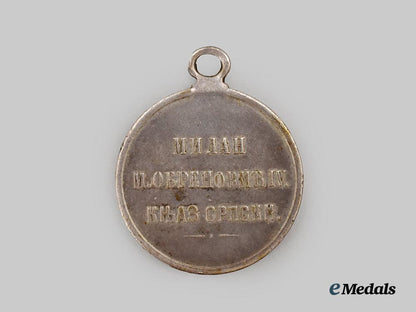 МИЛАН
М. ОБРЕНОВИЋ IV.
КЊАЗ СРПСКИ.
eMedals